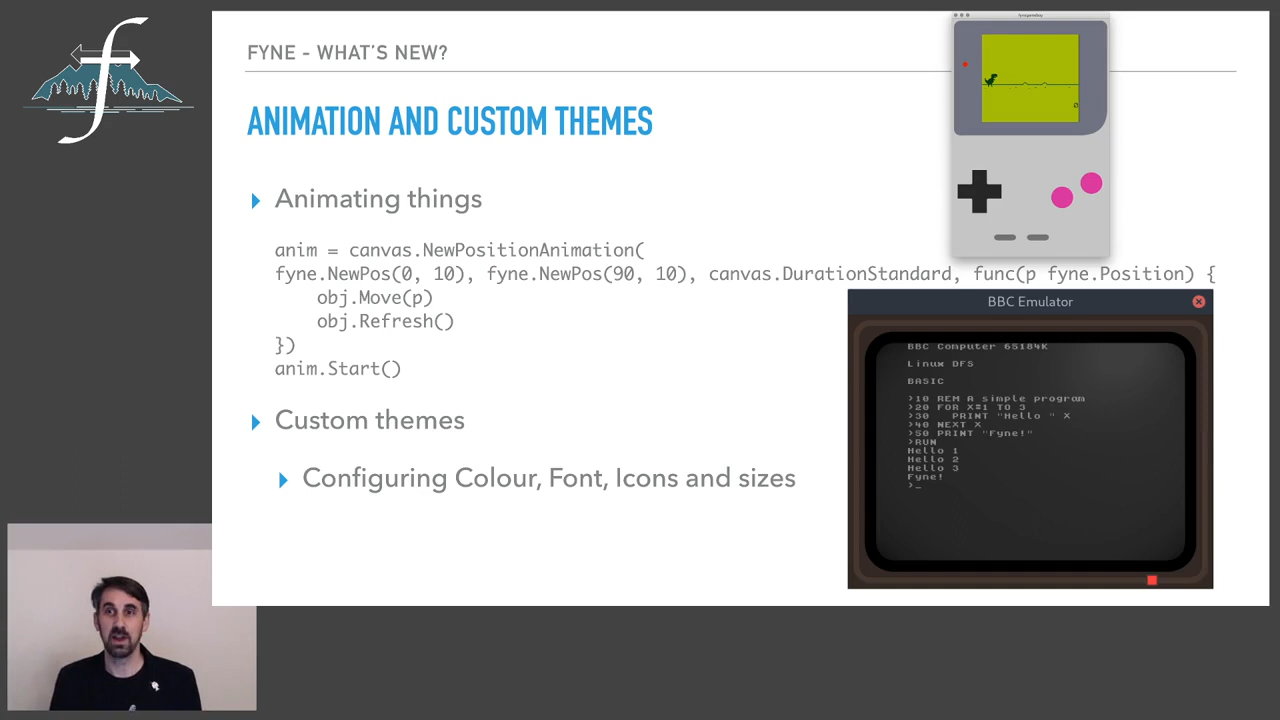 f
FYNE - WHAT'S NEW?
ANIMATION AND CUSTOM THEMES
Animating things
anim = canvas.NewPositionAnimation(
fyne.NewPos(0, 10), fyne.NewPos(90, 10), canvas.DurationStandard, func(p fyne.Position) {
obj.Move(p)
obj.Refresh()
})
anim.Start()
Custom themes
Configuring Colour, Font, Icons and sizes
BBC Emulator
BBC Computer 65184K
Linux DFS
BASIC
>10 REM A simple program
>20 FOR X=1 TO 3
>30 PRINT "Hello " X
>40 NEXT X
>50 PRINT "Fyne!"
>RUN
Hello 1
Hello 2
Hello 3
Fyne!
>_